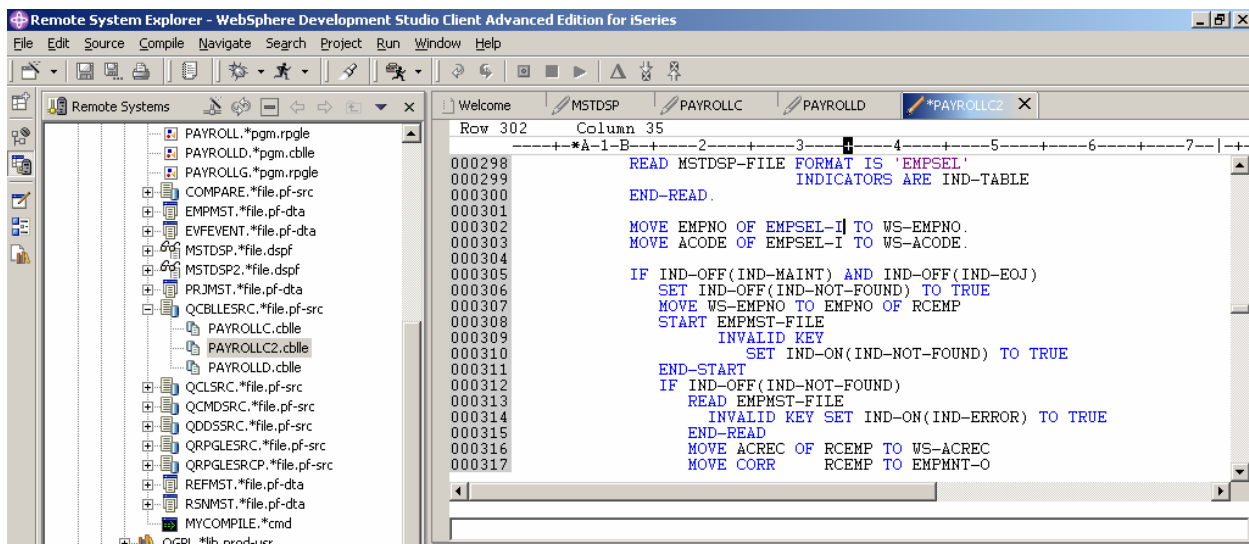 Remote System Explorer - WebSphere Development Studio Client Advanced Edition for iSeries
File Edit Source Compile Navigate Search Project Run Window Help
Remote Systems
PAYROLL.*pgm.rpgle
PAYROLLD.*pgm.cblle
PAYROLLG.*pgm.rpgle
COMPARE.*file.pf-src
EMPMST.*file.pf-dta
EVFEVENT.*file.pf-dta
MSTDSP.*file.dspf
MSTDSP2.*file.dspf
PRJMST.*file.pf-dta
QCBLLESRC.*file.pf-src
PAYROLLC.cblle
PAYROLLC2.cblle
PAYROLLD.cblle
QCLSRC.*file.pf-src
QCMDSRC.*file.pf-src
QDDSSRC.*file.pf-src
QRPGLESRC.*file.pf-src
QRPGLESRCP.*file.pf-src
REFMST.*file.pf-dta
RSNMST.*file.pf-dta
MYCOMPILE.*cmd
QGPL.*lib.prod-usr
Welcome MSTDSP PAYROLLC PAYROLLD *PAYROLLC2
Row 302 Column 35
----+-*A-1-B--+----2----+----3----+----4----+----5----+----6----+----7--|-+-
000298 READ MSTDSP-FILE FORMAT IS 'EMPSEL'
000299 INDICATORS ARE IND-TABLE
000300 END-READ.
000301
000302 MOVE EMPNO OF EMPSEL-I TO WS-EMPNO.
000303 MOVE ACODE OF EMPSEL-I TO WS-ACODE.
000304
000305 IF IND-OFF(IND-MAINT) AND IND-OFF(IND-EOJ)
000306 SET IND-OFF(IND-NOT-FOUND) TO TRUE
000307 MOVE WS-EMPNO TO EMPNO OF RCEMP
000308 START EMPMST-FILE
000309 INVALID KEY
000310 SET IND-ON(IND-NOT-FOUND) TO TRUE
000311 END-START
000312 IF IND-OFF(IND-NOT-FOUND)
000313 READ EMPMST-FILE
000314 INVALID KEY SET IND-ON(IND-ERROR) TO TRUE
000315 END-READ
000316 MOVE ACREC OF RCEMP TO WS-ACREC
000317 MOVE CORR RCEMP TO EMPMNT-O